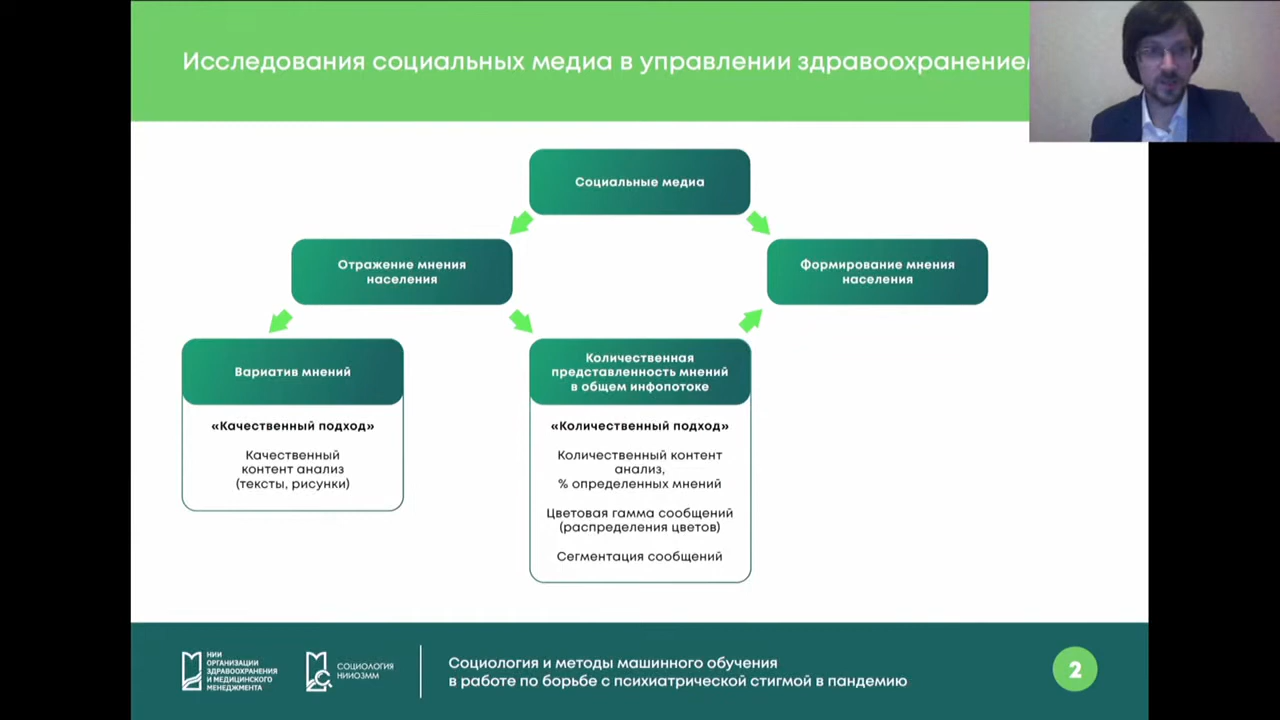 Исследования социальных медиа в управлении здравоохранением
Социальные медиа
Отражение мнения
населения
Формирование мнения
населения
Вариатив мнений
«Качественный подход»
Качественный
контент анализ
(тексты, рисунки)
Количественная
представленность мнений
в общем инфопотоке
«Количественный подход»
Количественный контент
анализ,
% определенных мнений
Цветовая гамма сообщений
(распределения цветов)
Сегментация сообщений
НИИ
ОРГАНИЗАЦИИ
ЗДРАВООХРАНЕНИЯ
И МЕДИЦИНСКОГО
МЕНЕДЖМЕНТА
СОЦИОЛОГИЯ
НИИОЗММ
Социология и методы машинного обучения
в работе по борьбе с психиатрической стигмой в пандемию
2